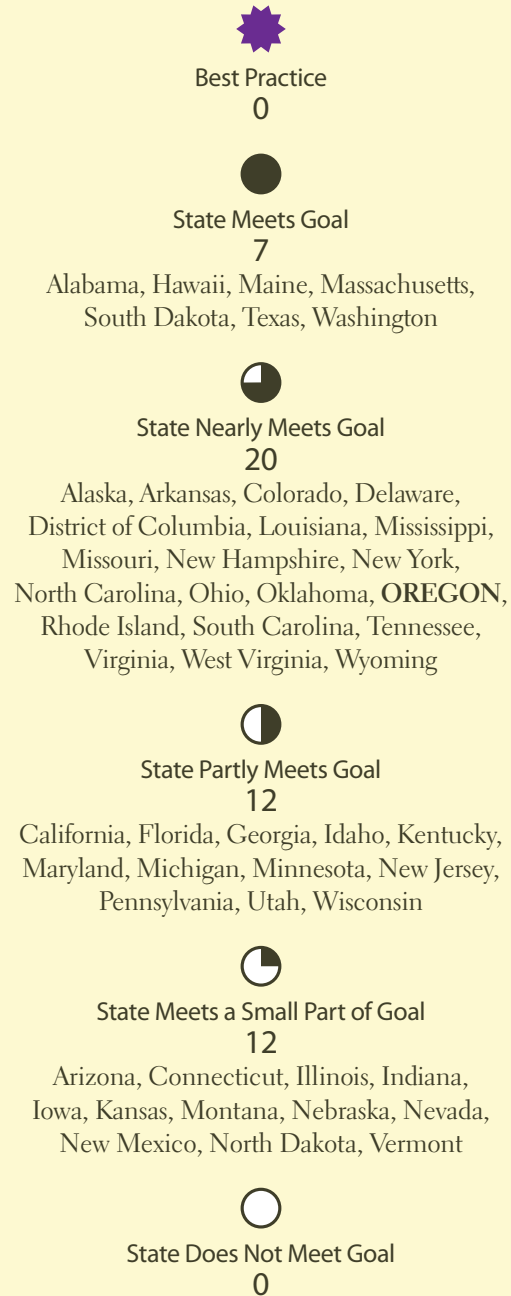 Best Practice
0
State Meets Goal
7
Alabama, Hawaii, Maine, Massachusetts,
South Dakota, Texas, Washington
State Nearly Meets Goal
20
Alaska, Arkansas, Colorado, Delaware,
District of Columbia, Louisiana, Mississippi,
Missouri, New Hampshire, New York,
North Carolina, Ohio, Oklahoma, OREGON,
Rhode Island, South Carolina, Tennessee,
Virginia, West Virginia, Wyoming
State Partly Meets Goal
12
California, Florida, Georgia, Idaho, Kentucky,
Maryland, Michigan, Minnesota, New Jersey,
Pennsylvania, Utah, Wisconsin
State Meets a Small Part of Goal
12
Arizona, Connecticut, Illinois, Indiana,
Iowa, Kansas, Montana, Nebraska, Nevada,
New Mexico, North Dakota, Vermont
State Does Not Meet Goal
0